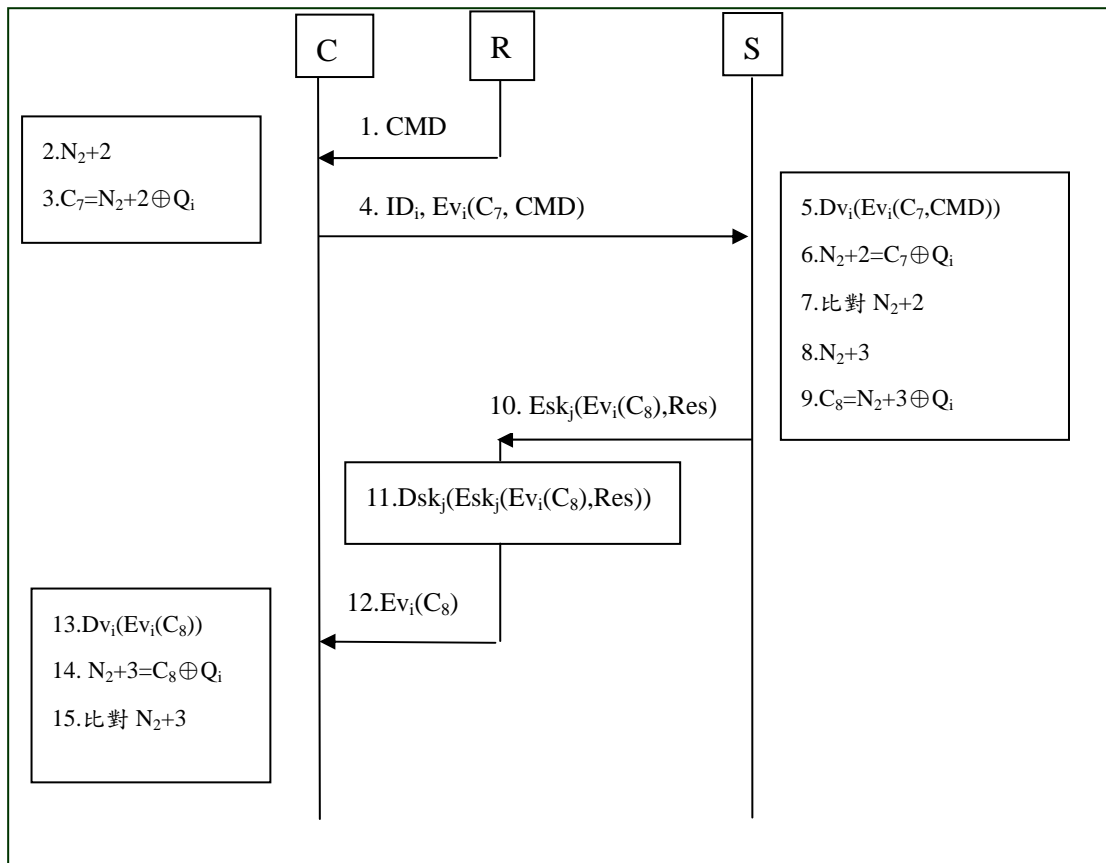 C
R
S
1. CMD
2.N₂+2
3.C₇=N₂+2⊕Qᵢ
4. IDᵢ, Evᵢ(C₇, CMD)
5.Dvᵢ(Evᵢ(C₇,CMD))
6.N₂+2=C₇⊕Qᵢ
7.比對 N₂+2
8.N₂+3
9.C₈=N₂+3⊕Qᵢ
10. Eskⱼ(Evᵢ(C₈),Res)
11.Dskⱼ(Eskⱼ(Evᵢ(C₈),Res))
12.Evᵢ(C₈)
13.Dvᵢ(Evᵢ(C₈))
14. N₂+3=C₈⊕Qᵢ
15.比對 N₂+3